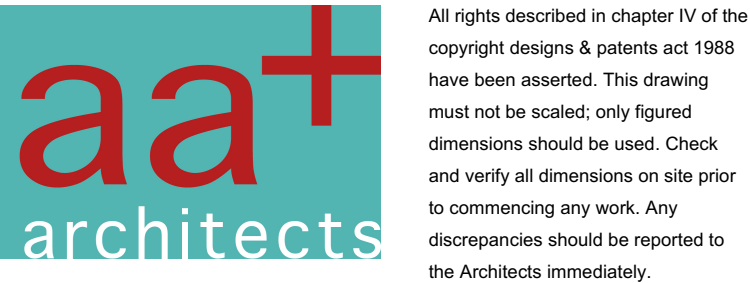 aa+
architects
All rights described in chapter IV of the
copyright designs & patents act 1988
have been asserted. This drawing
must not be scaled; only figured
dimensions should be used. Check
and verify all dimensions on site prior
to commencing any work. Any
discrepancies should be reported to
the Architects immediately.